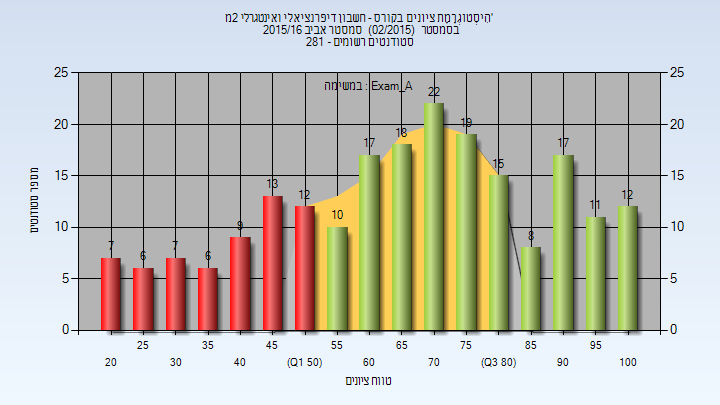 היסְטוֹגְרָמַת ציונים בקורס - חשבון דיפרנציאלי ואינטגרלי 2מ'
בסמסטר (02/2015) סמסטר אביב 2015/16
סטודנטים רשומים - 281
במשימה : Exam_A
מספר סטודנטים
25 25
20 20
15 15
10 10
5 5
0 0
7 6 7 6 9 13 12 10 17 18 22 19 15 8 17 11 12
25 35 45 55 65 75 85 95
20 30 40 (Q1 50) 60 70 (Q3 80) 90 100
טווח ציונים